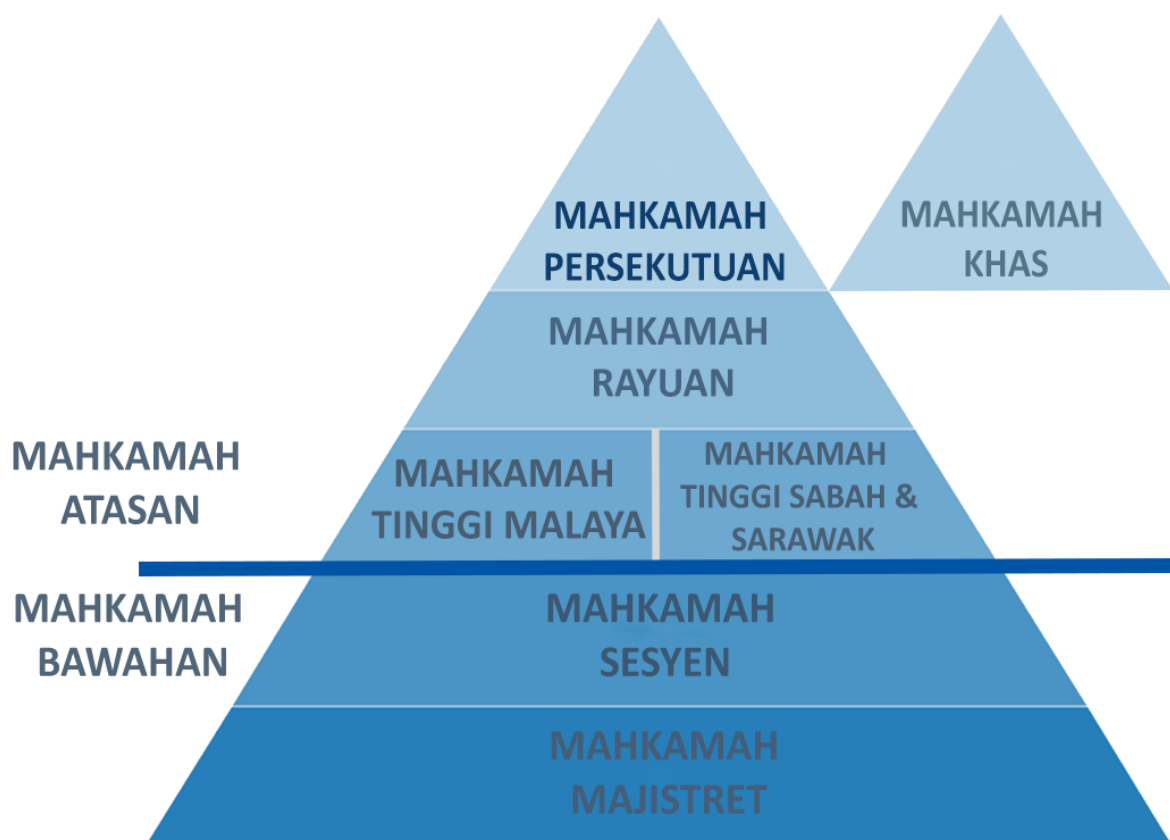 MAHKAMAH
PERSEKUTUAN
MAHKAMAH
KHAS
MAHKAMAH
RAYUAN
MAHKAMAH
ATASAN
MAHKAMAH
TINGGI MALAYA
MAHKAMAH
TINGGI SABAH &
SARAWAK
MAHKAMAH
BAWAHAN
MAHKAMAH
SESYEN
MAHKAMAH
MAJISTRET